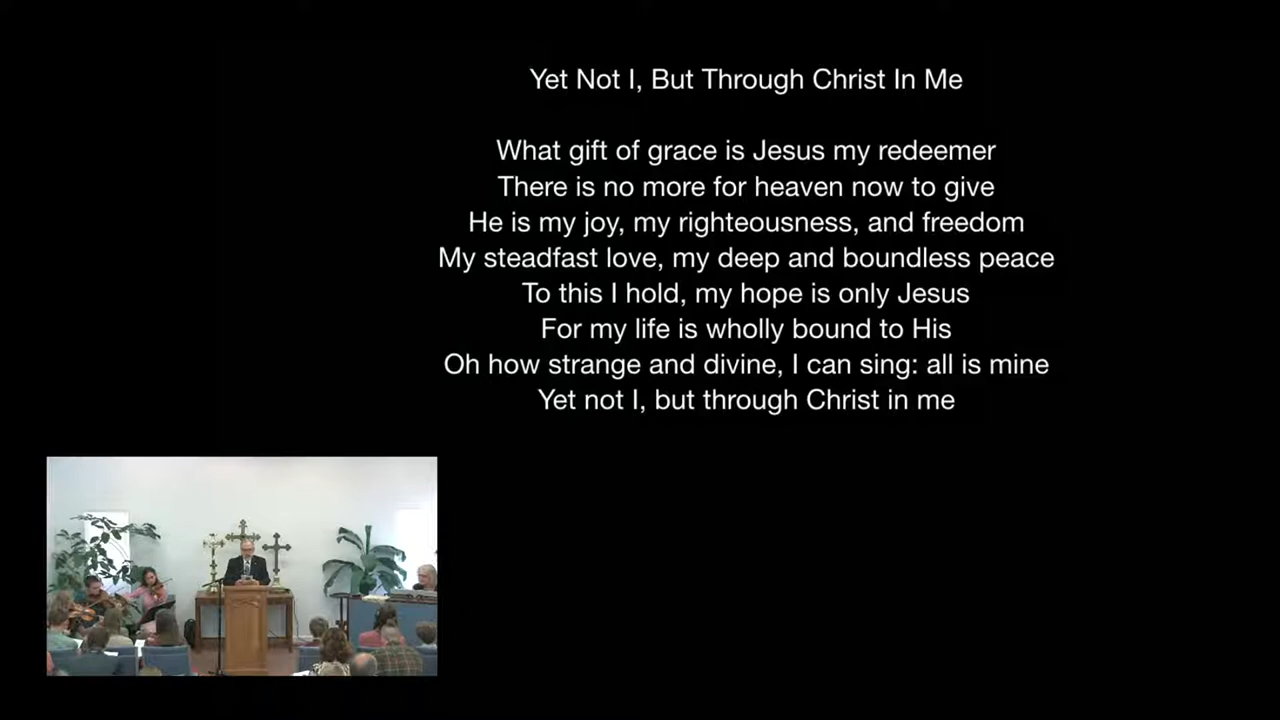 Yet Not I, But Through Christ In Me
What gift of grace is Jesus my redeemer
There is no more for heaven now to give
He is my joy, my righteousness, and freedom
My steadfast love, my deep and boundless peace
To this I hold, my hope is only Jesus
For my life is wholly bound to His
Oh how strange and divine, I can sing: all is mine
Yet not I, but through Christ in me